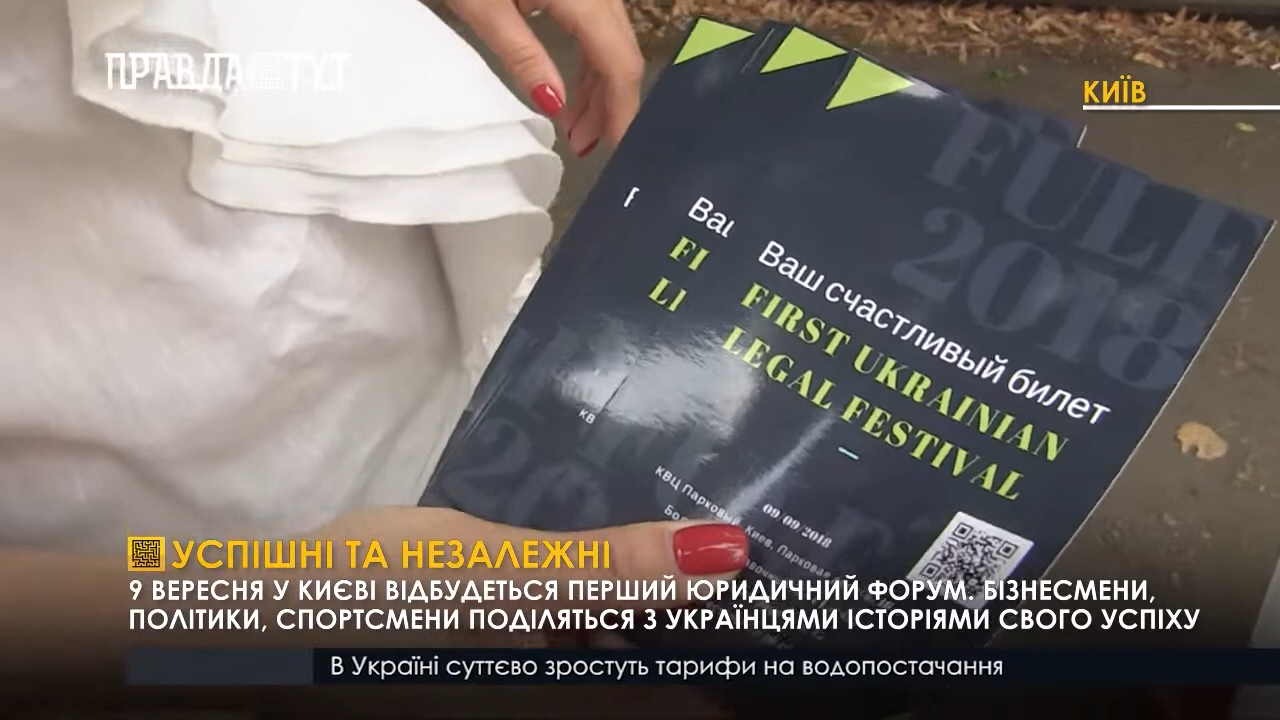 ПРАВДА ТУТ
КИЇВ
FULF
2018
Ваш счастливый билет
FIRST UKRAINIAN
LEGAL FESTIVAL
09/09/2018
КВЦ Парковый, Киев, Парковая
УСПІШНІ ТА НЕЗАЛЕЖНІ
9 ВЕРЕСНЯ У КИЄВІ ВІДБУДЕТЬСЯ ПЕРШИЙ ЮРИДИЧНИЙ ФОРУМ. БІЗНЕСМЕНИ,
ПОЛІТИКИ, СПОРТСМЕНИ ПОДІЛЯТЬСЯ З УКРАЇНЦЯМИ ІСТОРІЯМИ СВОГО УСПІХУ
В Україні суттєво зростуть тарифи на водопостачання